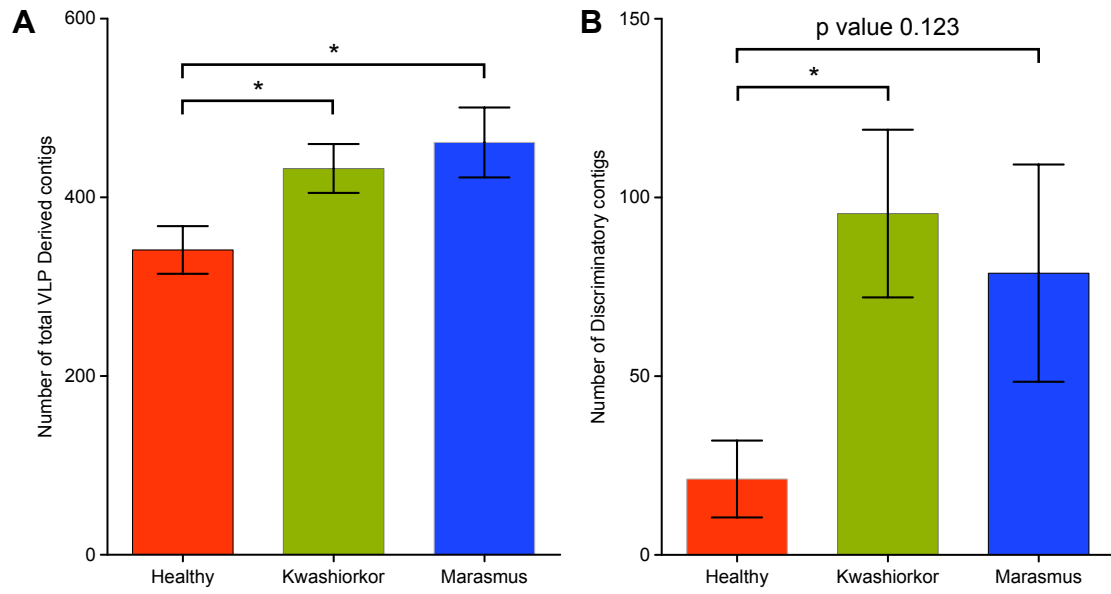 A
600
400
200
0
Number of total VLP Derived contigs
*
*
Healthy
Kwashiorkor
Marasmus
B
150
100
50
0
Number of Discriminatory contigs
p value 0.123
*
Healthy
Kwashiorkor
Marasmus